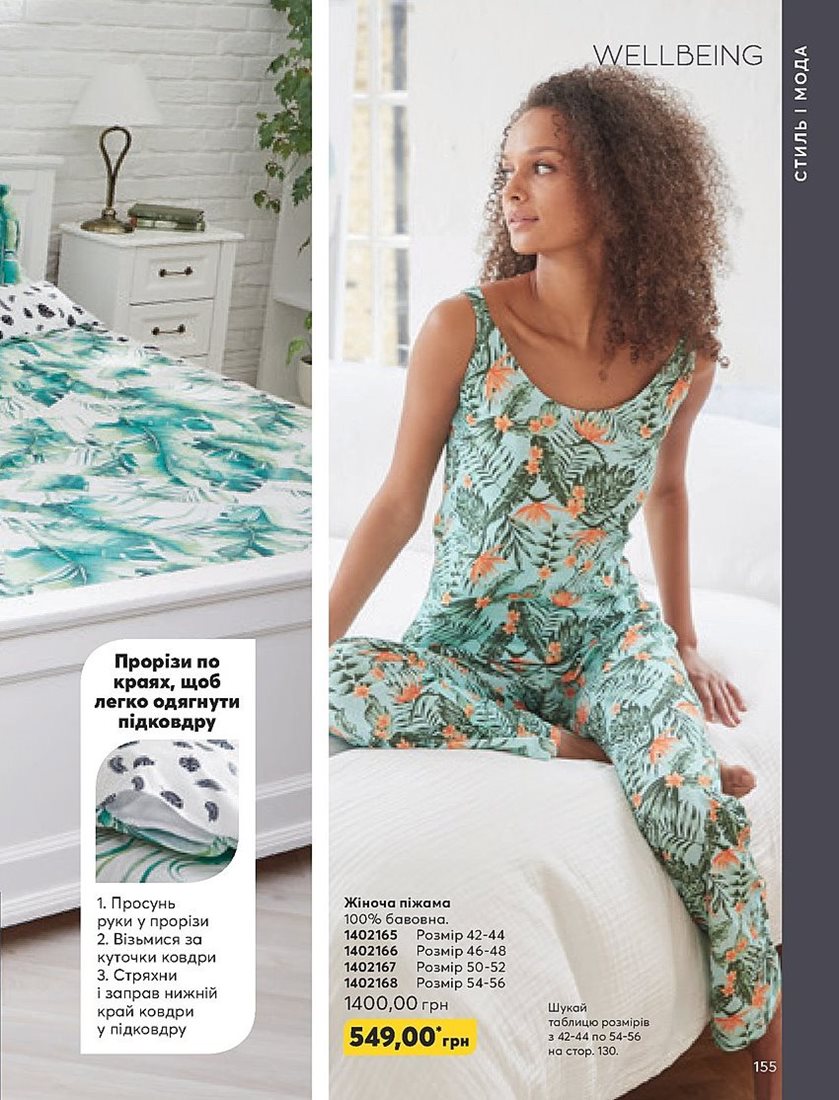 WELLBEING
СТИЛЬ І МОДА
Прорізи по
краях, щоб
легко одягнути
підковдру
1. Просунь
руки у прорізи
2. Візьмися за
куточки ковдри
3. Стряхни
і заправ нижній
край ковдри
у підковдру
Жіноча піжама
100% бавовна.
1402165 Розмір 42-44
1402166 Розмір 46-48
1402167 Розмір 50-52
1402168 Розмір 54-56
1400,00 грн
549,00* грн
Шукай
таблицю розмірів
з 42-44 по 54-56
на стор. 130.
155